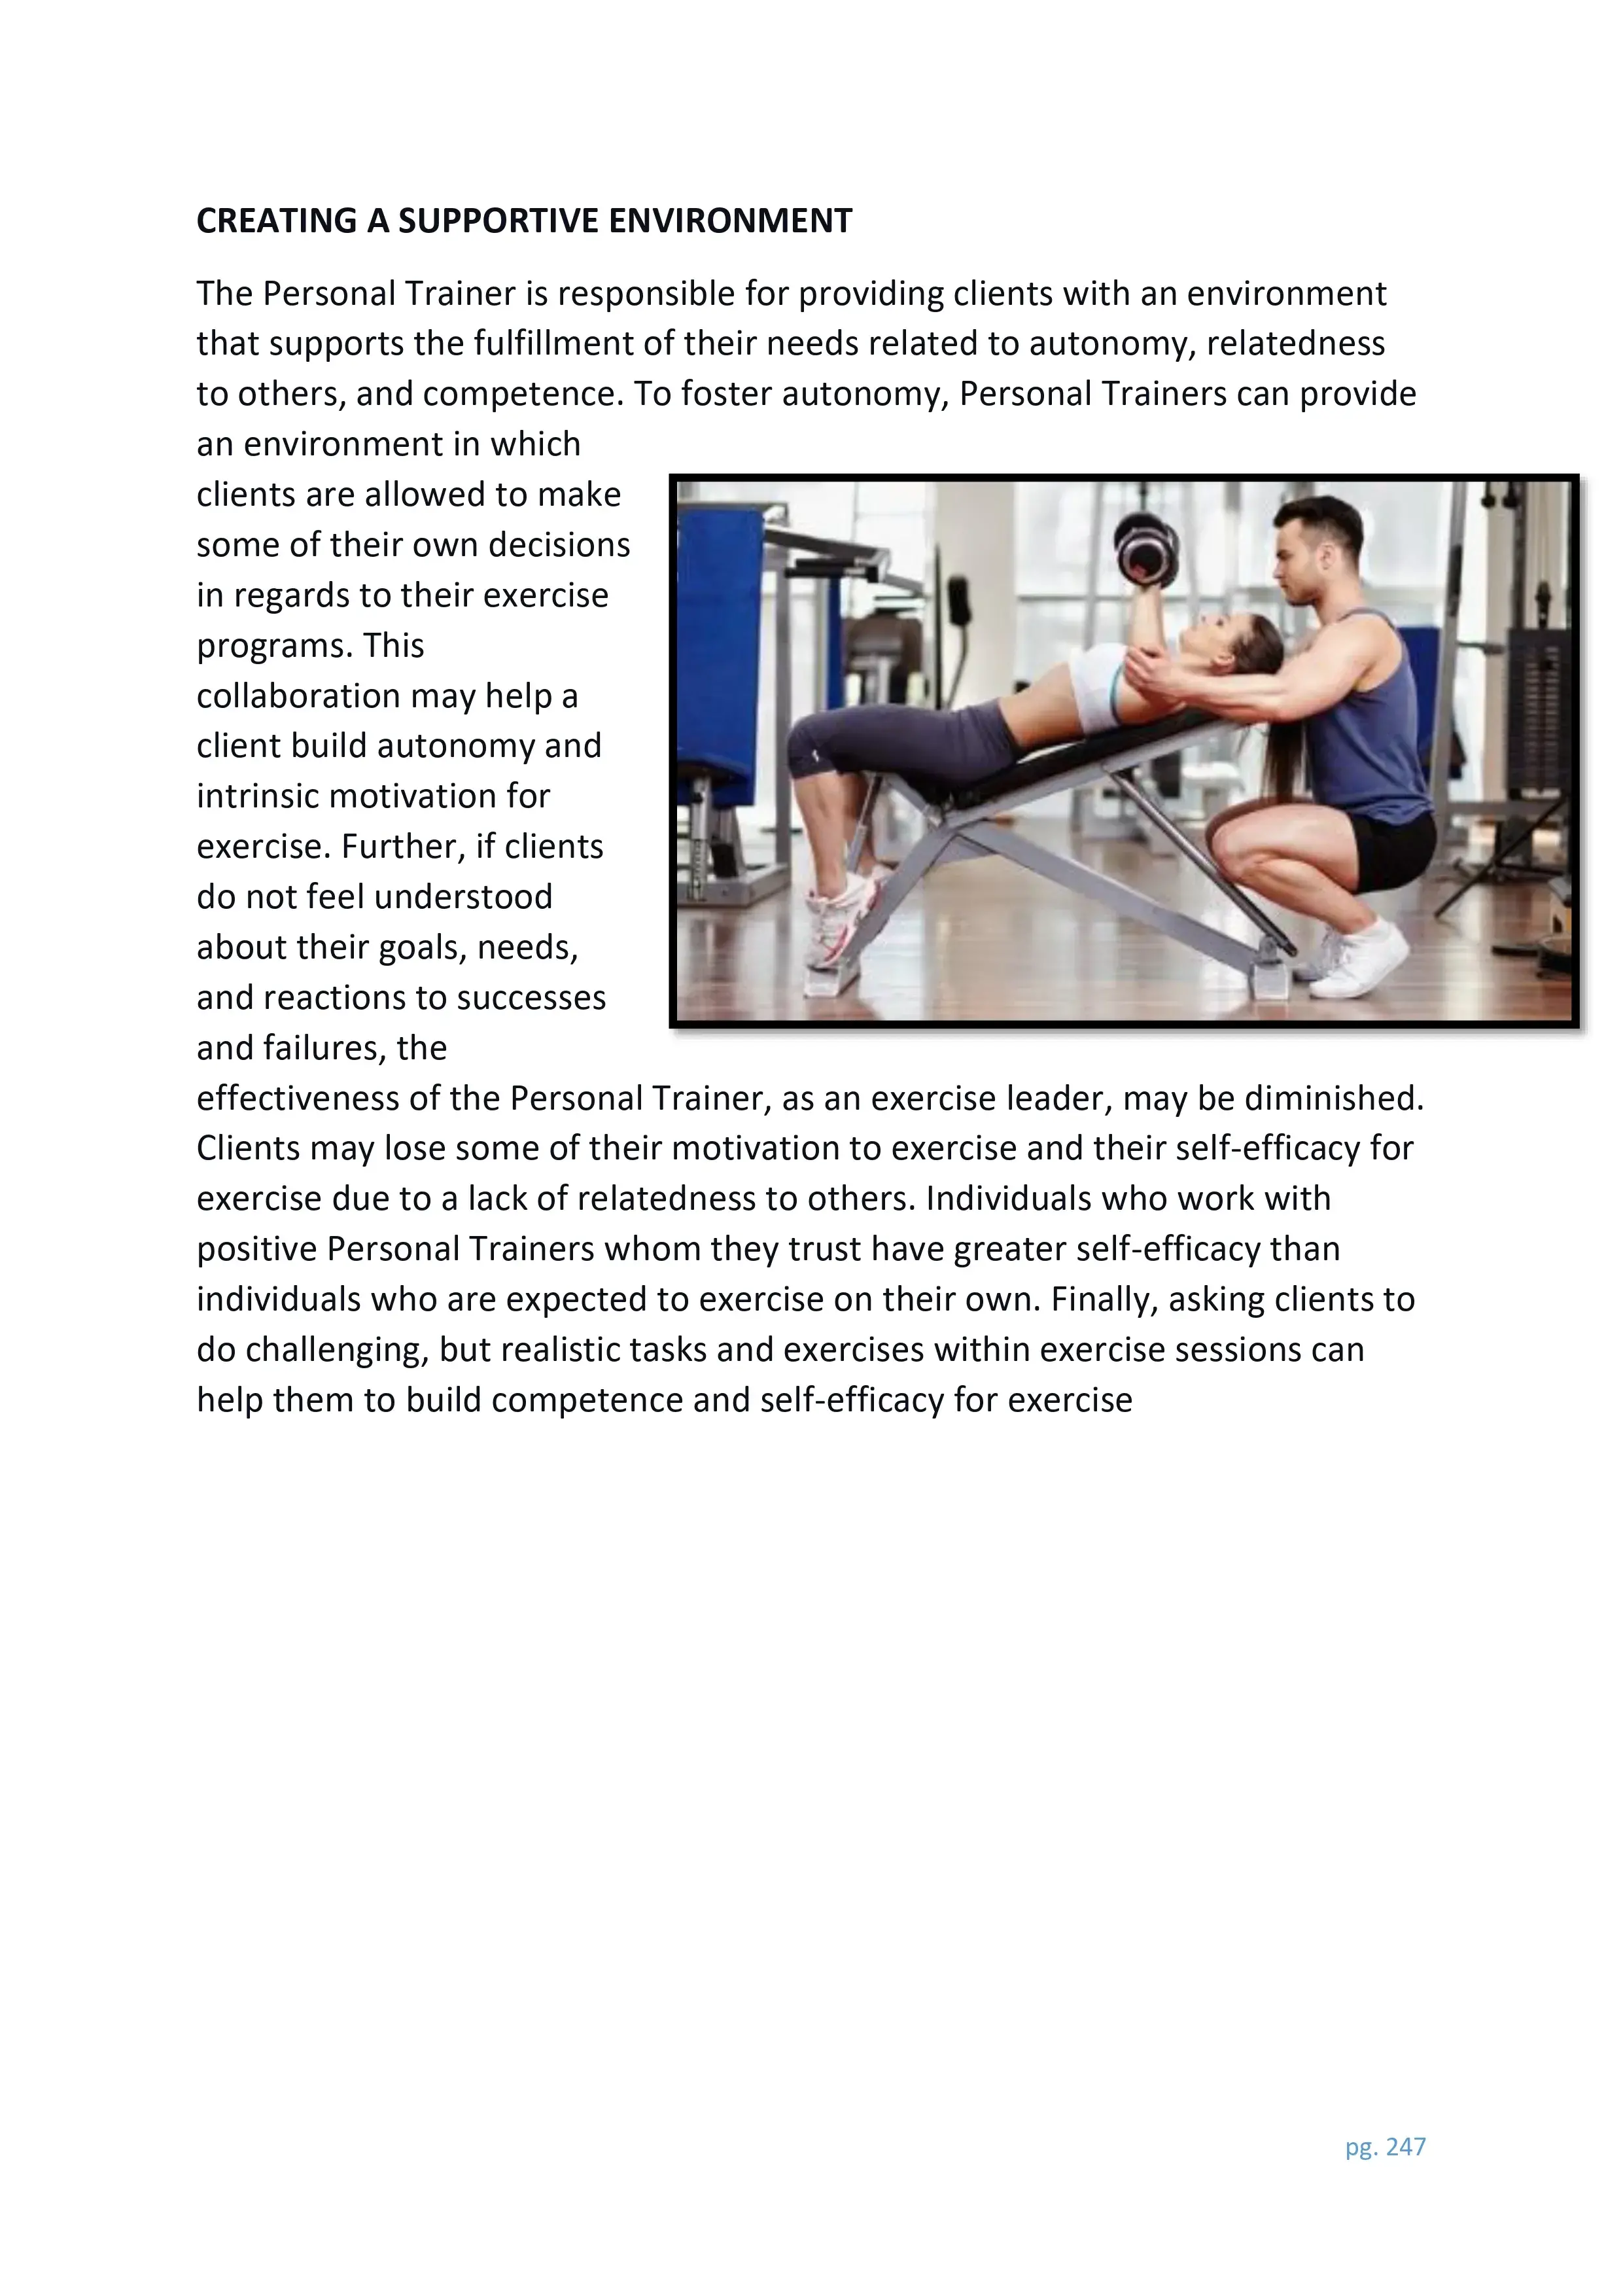 CREATING A SUPPORTIVE ENVIRONMENT
The Personal Trainer is responsible for providing clients with an environment
that supports the fulfillment of their needs related to autonomy, relatedness
to others, and competence. To foster autonomy, Personal Trainers can provide
an environment in which
clients are allowed to make
some of their own decisions
in regards to their exercise
programs. This
collaboration may help a
client build autonomy and
intrinsic motivation for
exercise. Further, if clients
do not feel understood
about their goals, needs,
and reactions to successes
and failures, the
effectiveness of the Personal Trainer, as an exercise leader, may be diminished.
Clients may lose some of their motivation to exercise and their self-efficacy for
exercise due to a lack of relatedness to others. Individuals who work with
positive Personal Trainers whom they trust have greater self-efficacy than
individuals who are expected to exercise on their own. Finally, asking clients to
do challenging, but realistic tasks and exercises within exercise sessions can
help them to build competence and self-efficacy for exercise
pg. 247